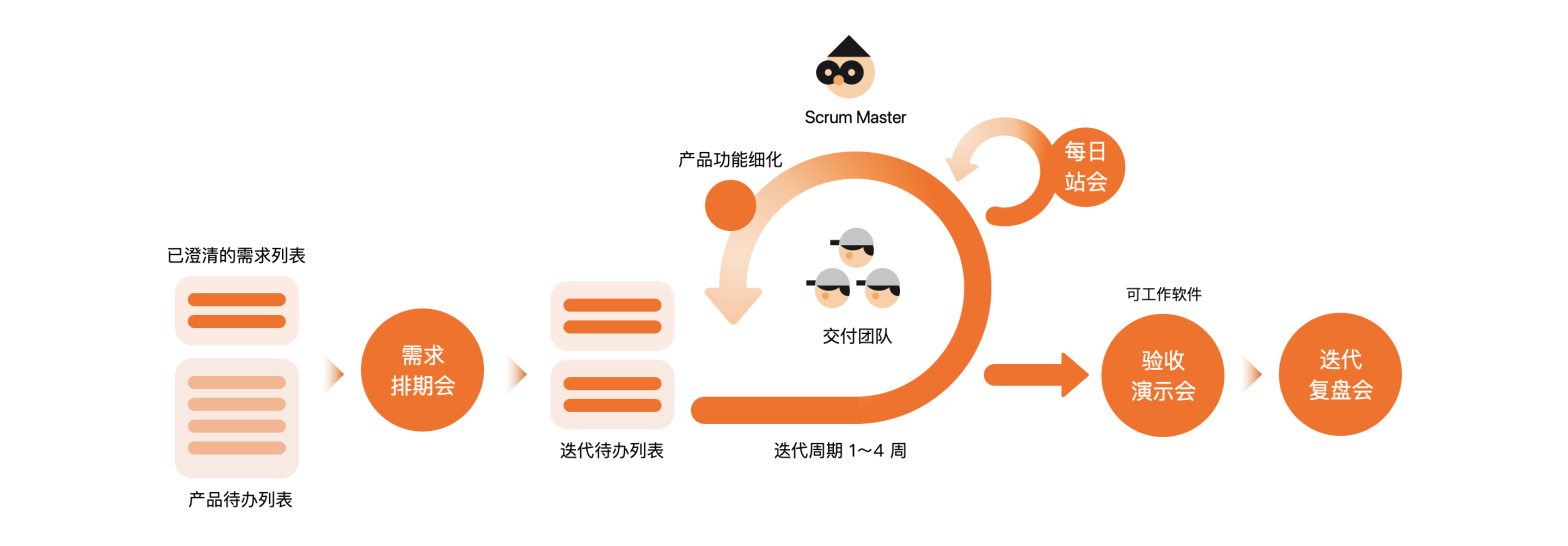 Scrum Master
产品功能细化
每日
站会
已澄清的需求列表
需求
排期会
产品待办列表
迭代待办列表
交付团队
迭代周期 1～4 周
可工作软件
验收
演示会
迭代
复盘会